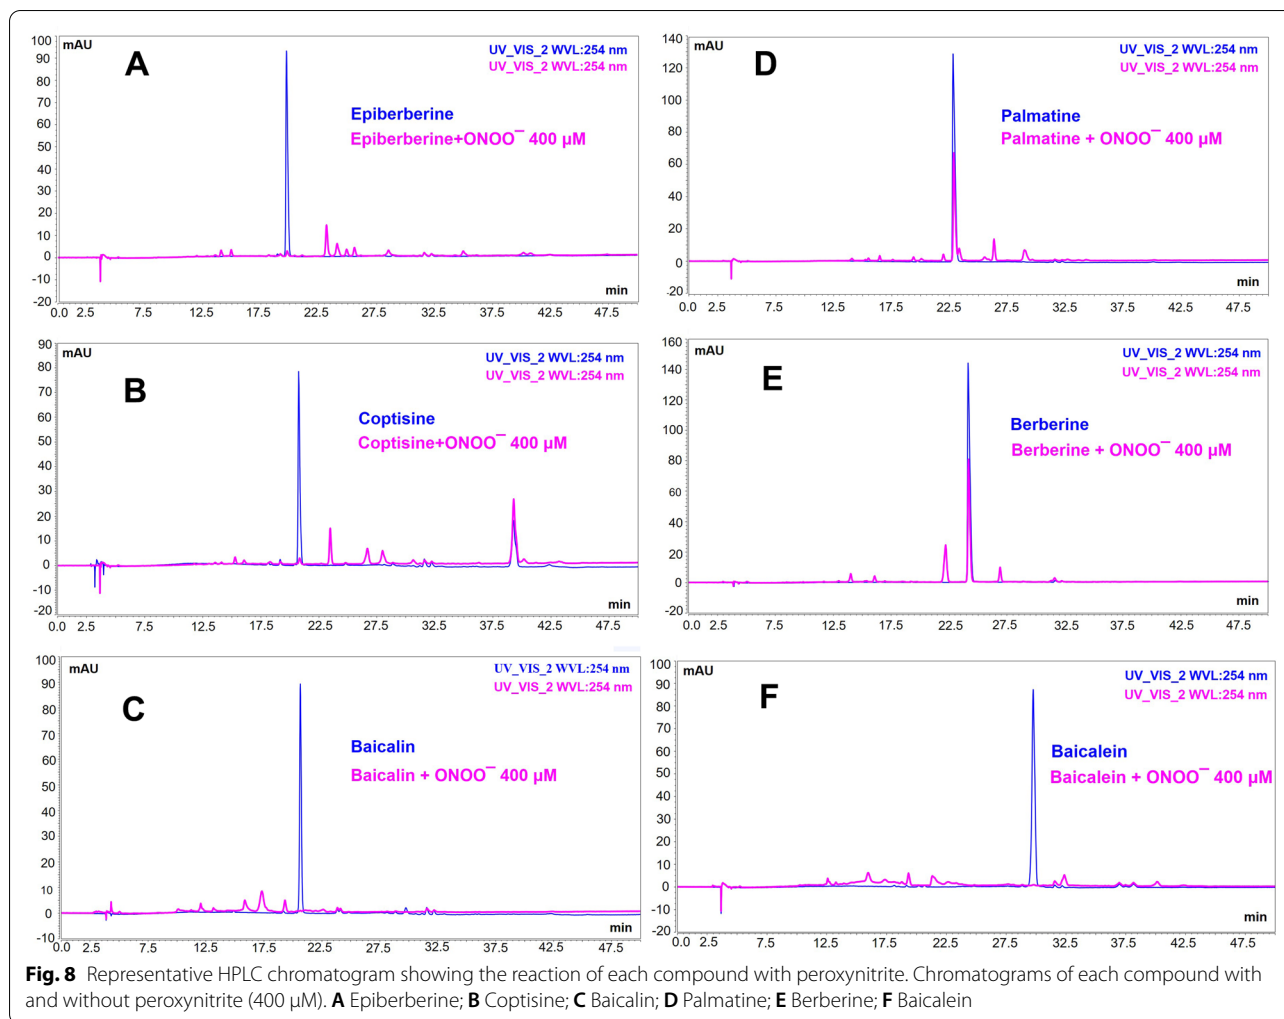 100
90
80
70
60
50
40
30
20
10
0
-10
-20
mAU
A
UV_VIS_2 WVL:254 nm
UV_VIS_2 WVL:254 nm
Epiberberine
Epiberberine+ONOO¯ 400 µM
min
0.0 2.5 7.5 12.5 17.5 22.5 27.5 32.5 37.5 42.5 47.5
140
120
100
80
60
40
20
0
-20
mAU
D
UV_VIS_2 WVL:254 nm
UV_VIS_2 WVL:254 nm
Palmatine
Palmatine + ONOO¯ 400 µM
min
0.0 2.5 7.5 12.5 17.5 22.5 27.5 32.5 37.5 42.5 47.5
90
80
70
60
50
40
30
20
10
0
-10
-20
mAU
B
UV_VIS_2 WVL:254 nm
UV_VIS_2 WVL:254 nm
Coptisine
Coptisine+ONOO¯ 400 µM
min
0.0 2.5 7.5 12.5 17.5 22.5 27.5 32.5 37.5 42.5 47.5
160
140
120
100
80
60
40
20
0
-20
mAU
E
UV_VIS_2 WVL:254 nm
UV_VIS_2 WVL:254 nm
Berberine
Berberine + ONOO¯ 400 µM
min
0.0 2.5 7.5 12.5 17.5 22.5 27.5 32.5 37.5 42.5 47.5
100
90
80
70
60
50
40
30
20
10
0
-10
mAU
C
UV_VIS_2 WVL:254 nm
UV_VIS_2 WVL:254 nm
Baicalin
Baicalin + ONOO¯ 400 µM
min
0.0 2.5 7.5 12.5 17.5 22.5 27.5 32.5 37.5 42.5 47.5
100
90
80
70
60
50
40
30
20
10
0
-10
-20
mAU
F
UV_VIS_2 WVL:254 nm
UV_VIS_2 WVL:254 nm
Baicalein
Baicalein + ONOO¯ 400 µM
min
0.0 2.5 7.5 12.5 17.5 22.5 27.5 32.5 37.5 42.5 47.5
Fig. 8 Representative HPLC chromatogram showing the reaction of each compound with peroxynitrite. Chromatograms of each compound with
and without peroxynitrite (400 µM). A Epiberberine; B Coptisine; C Baicalin; D Palmatine; E Berberine; F Baicalein